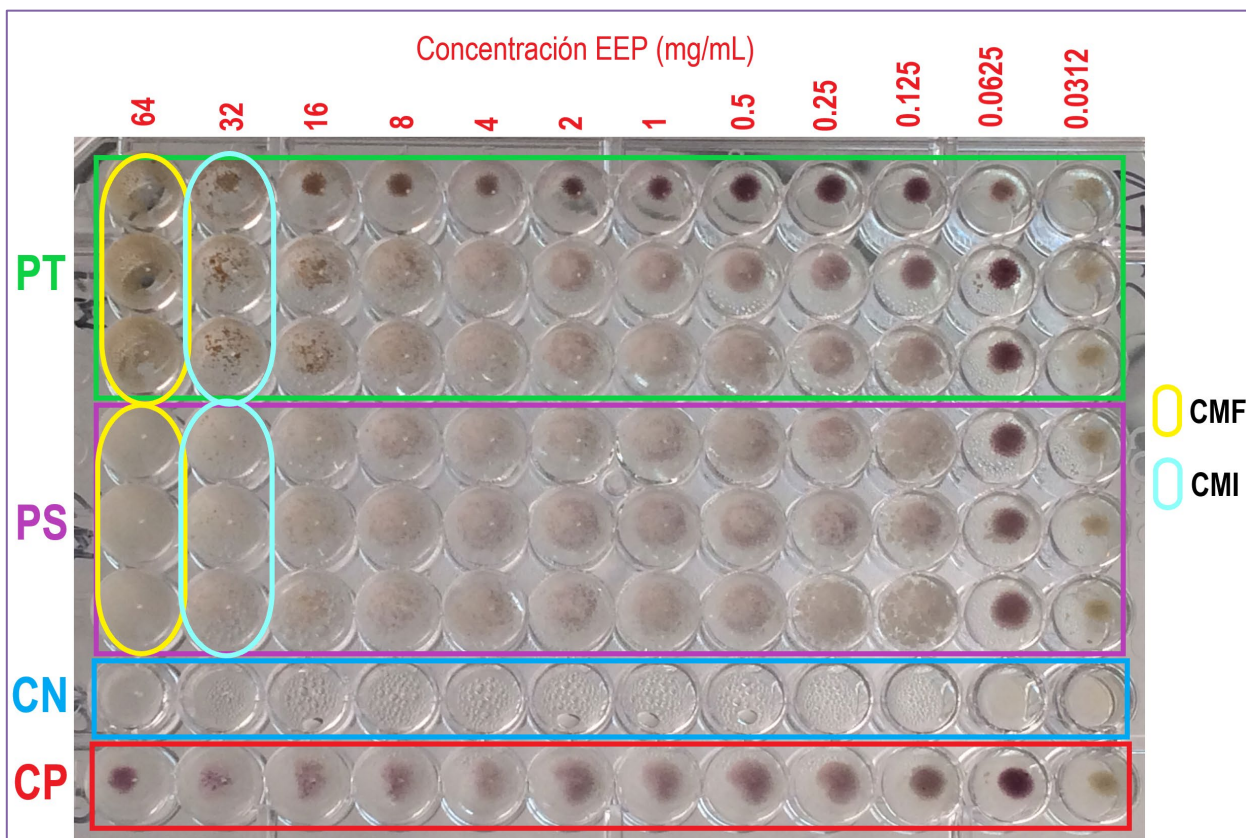 Concentración EEP (mg/mL)
64 32 16 8 4 2 1 0.5 0.25 0.125 0.0625 0.0312
PT
CMF
CMI
PS
CN
CP